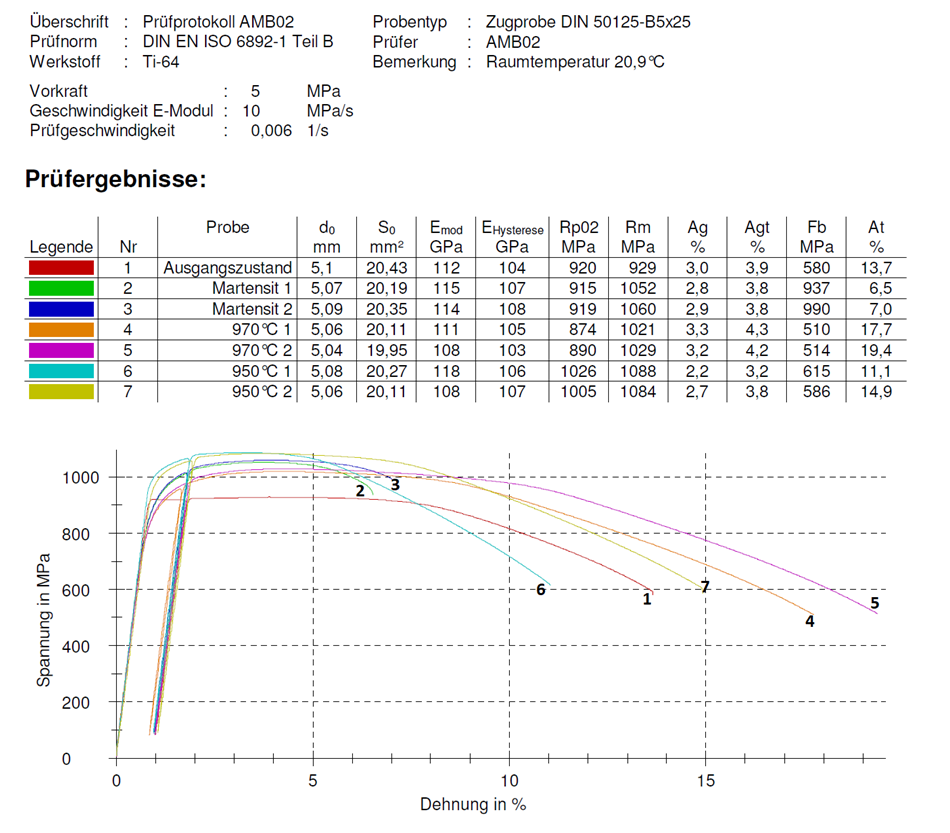 Überschrift : Prüfprotokoll AMB02 Probentyp : Zugprobe DIN 50125-B5x25
Prüfnorm : DIN EN ISO 6892-1 Teil B Prüfer : AMB02
Werkstoff : Ti-64 Bemerkung : Raumtemperatur 20,9°C
Vorkraft : 5 MPa
Geschwindigkeit E-Modul : 10 MPa/s
Prüfgeschwindigkeit : 0,006 1/s
Prüfergebnisse:
Legende Nr Probe d0 mm S0 mm² Emod GPa EHysterese GPa Rp02 MPa Rm MPa Ag % Agt % Fb MPa At %
1 Ausgangszustand 5,1 20,43 112 104 920 929 3,0 3,9 580 13,7
2 Martensit 1 5,07 20,19 115 107 915 1052 2,8 3,8 937 6,5
3 Martensit 2 5,09 20,35 114 108 919 1060 2,9 3,8 990 7,0
4 970°C 1 5,06 20,11 111 105 874 1021 3,3 4,3 510 17,7
5 970°C 2 5,04 19,95 108 103 890 1029 3,2 4,2 514 19,4
6 950°C 1 5,08 20,27 118 106 1026 1088 2,2 3,2 615 11,1
7 950°C 2 5,06 20,11 108 107 1005 1084 2,7 3,8 586 14,9
Spannung in MPa
1000
800
600
400
200
0
2
3
6
1
7
4
5
0 5 10 15
Dehnung in %